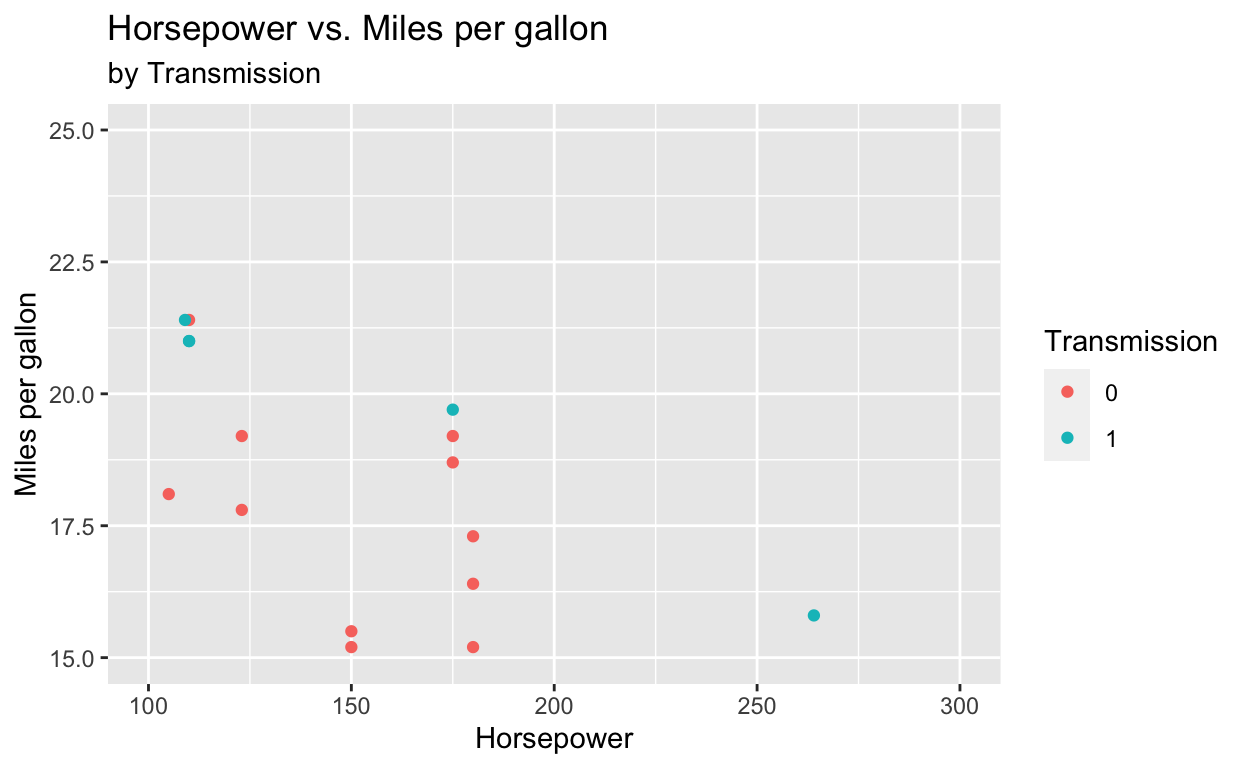 Horsepower vs. Miles per gallon
by Transmission
25.0
22.5
20.0
17.5
15.0
Miles per gallon
100 150 200 250 300
Horsepower
Transmission
0
1